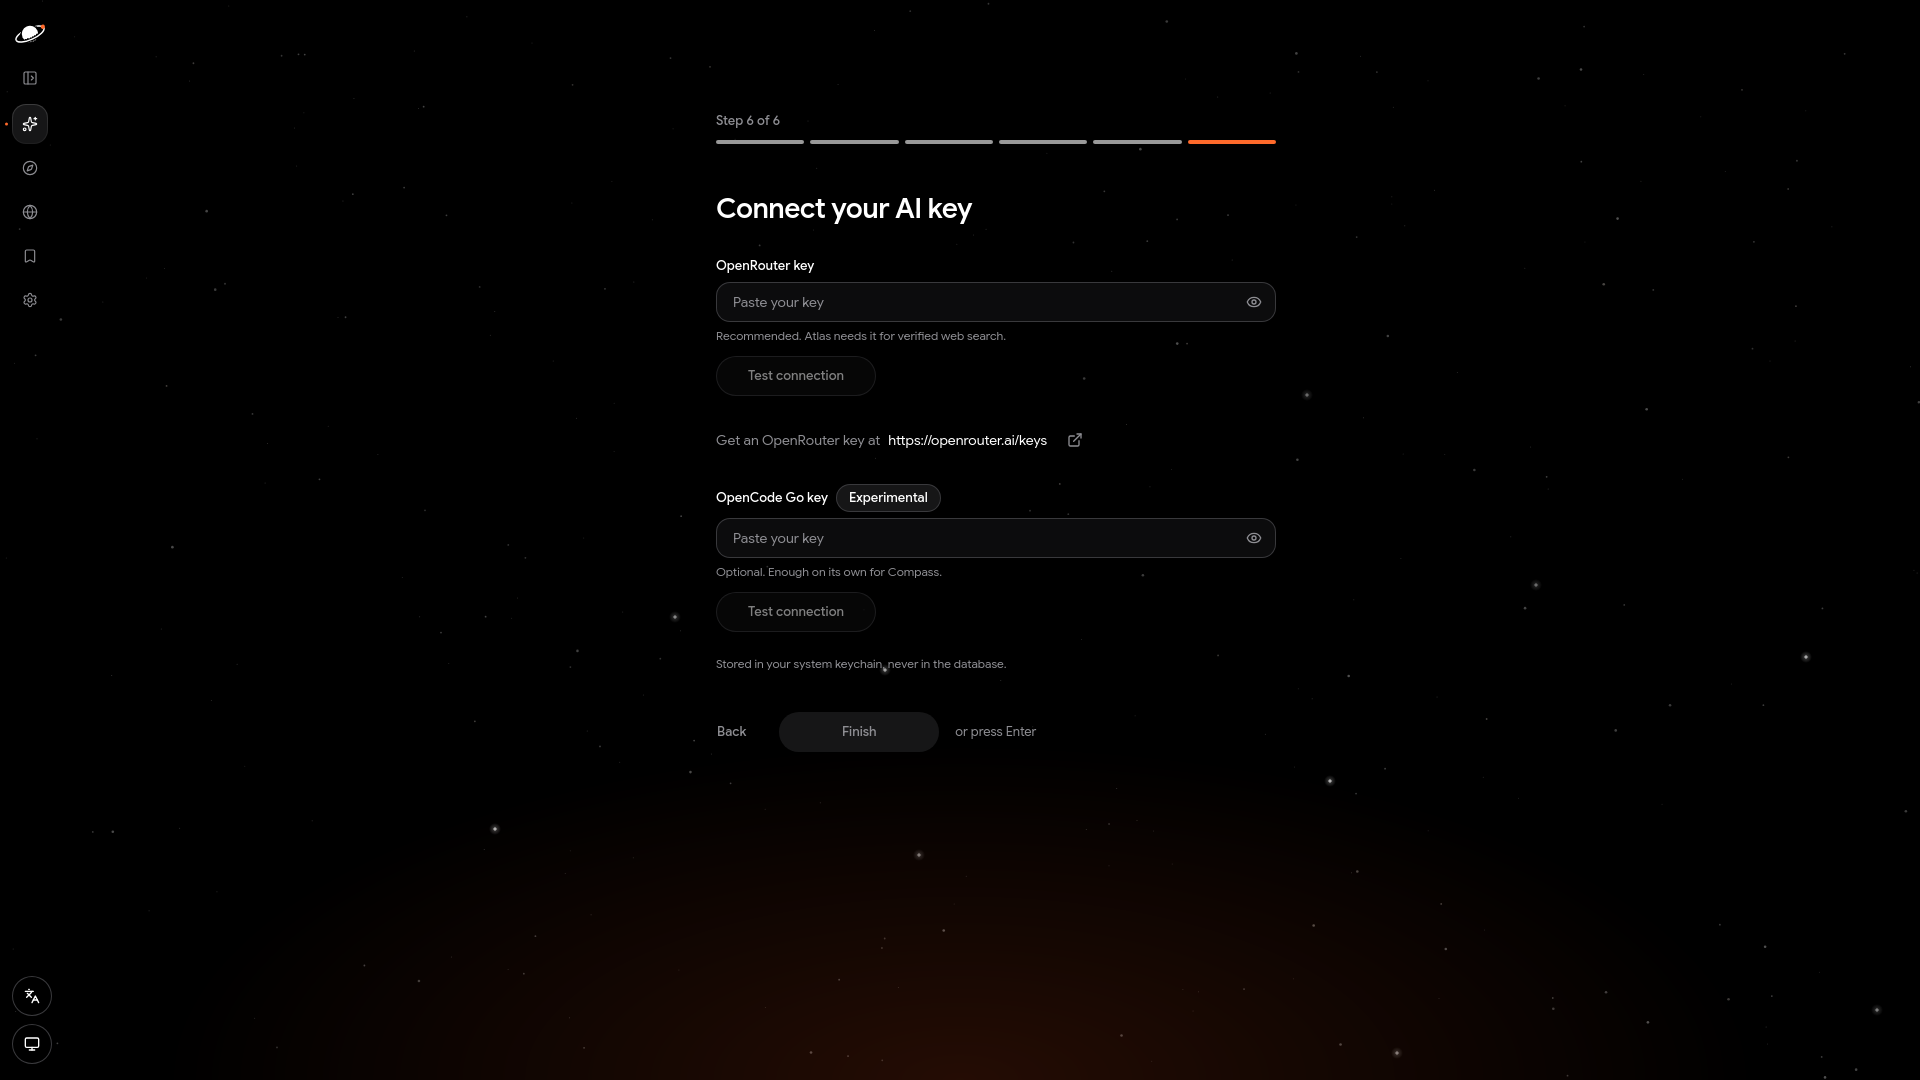 Step 6 of 6
Connect your AI key
OpenRouter key
Paste your key
Recommended. Atlas needs it for verified web search.
Test connection
Get an OpenRouter key at https://openrouter.ai/keys
OpenCode Go key Experimental
Paste your key
Optional. Enough on its own for Compass.
Test connection
Stored in your system keychain, never in the database.
Back Finish or press Enter